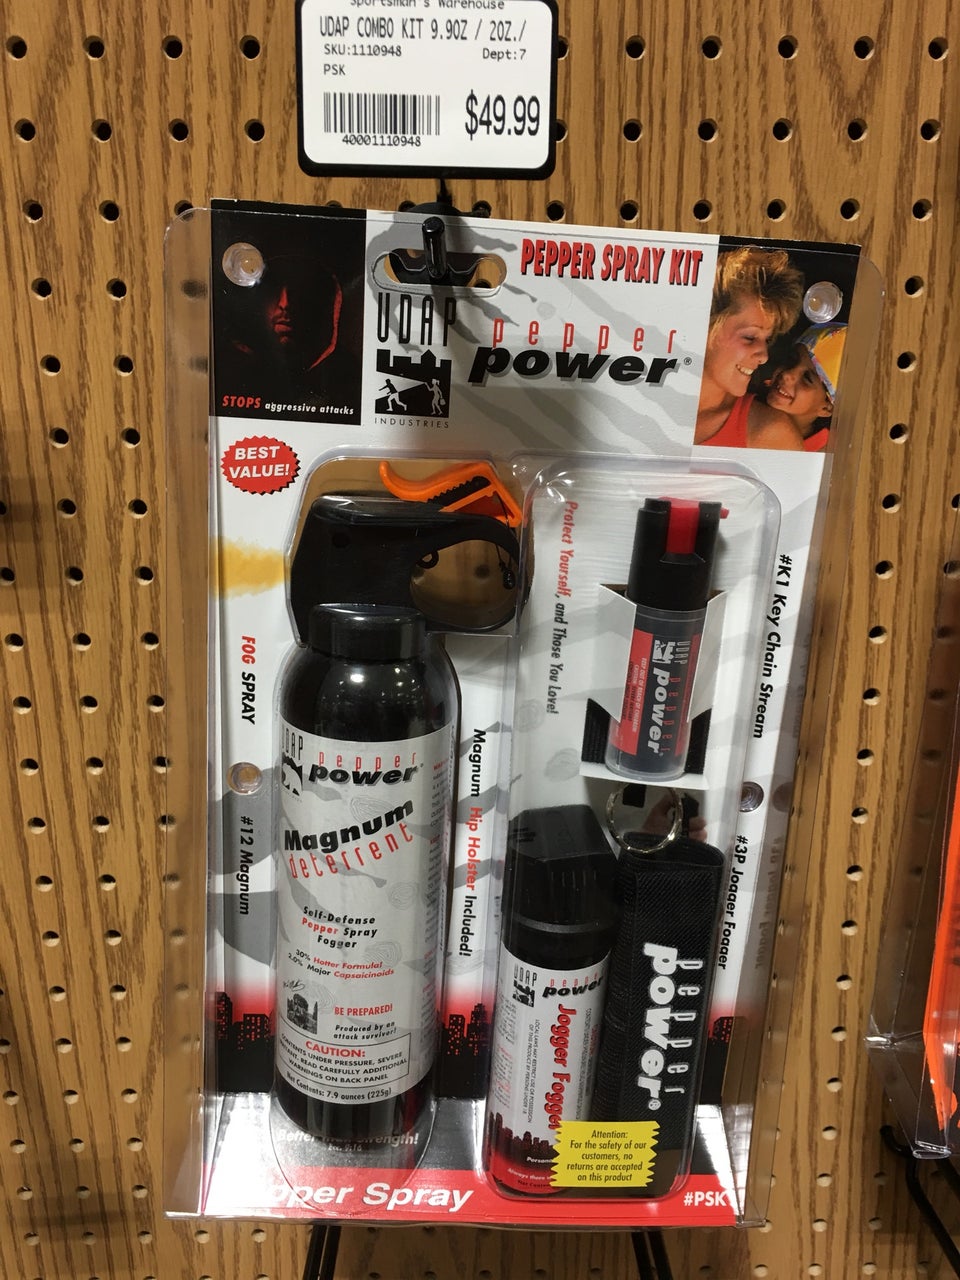 Sportsman's Warehouse
UDAP COMBO KIT 9.9OZ / 2OZ./
SKU:1110948 Dept:7
PSK
$49.99
40001110948
PEPPER SPRAY KIT
UDAP
INDUSTRIES
pepper
power®
STOPS aggressive attacks
BEST
VALUE!
FOG SPRAY
#12 Magnum
Magnum Hip Holster Included!
Protect Yourself, and Those You Love!
#K1 Key Chain Stream
#3P Jogger Fogger
UDAP
pepper
power®
Magnum
deterrent
Self-Defense
Pepper Spray
Fogger
30% Hotter Formula!
2.0% Major Capsaicinoids
BE PREPARED!
Produced by an
attack survivor!
CAUTION:
CONTENTS UNDER PRESSURE, SEVERE
IRRITANT. READ CAREFULLY ADDITIONAL
WARNINGS ON BACK PANEL
Net Contents: 7.9 ounces (225g)
UDAP
pepper
power
UDAP
pepper
power
Jogger Fogger
pepper
power®
Attention:
For the safety of our
customers, no
returns are accepted
on this product
pper Spray
#PSK